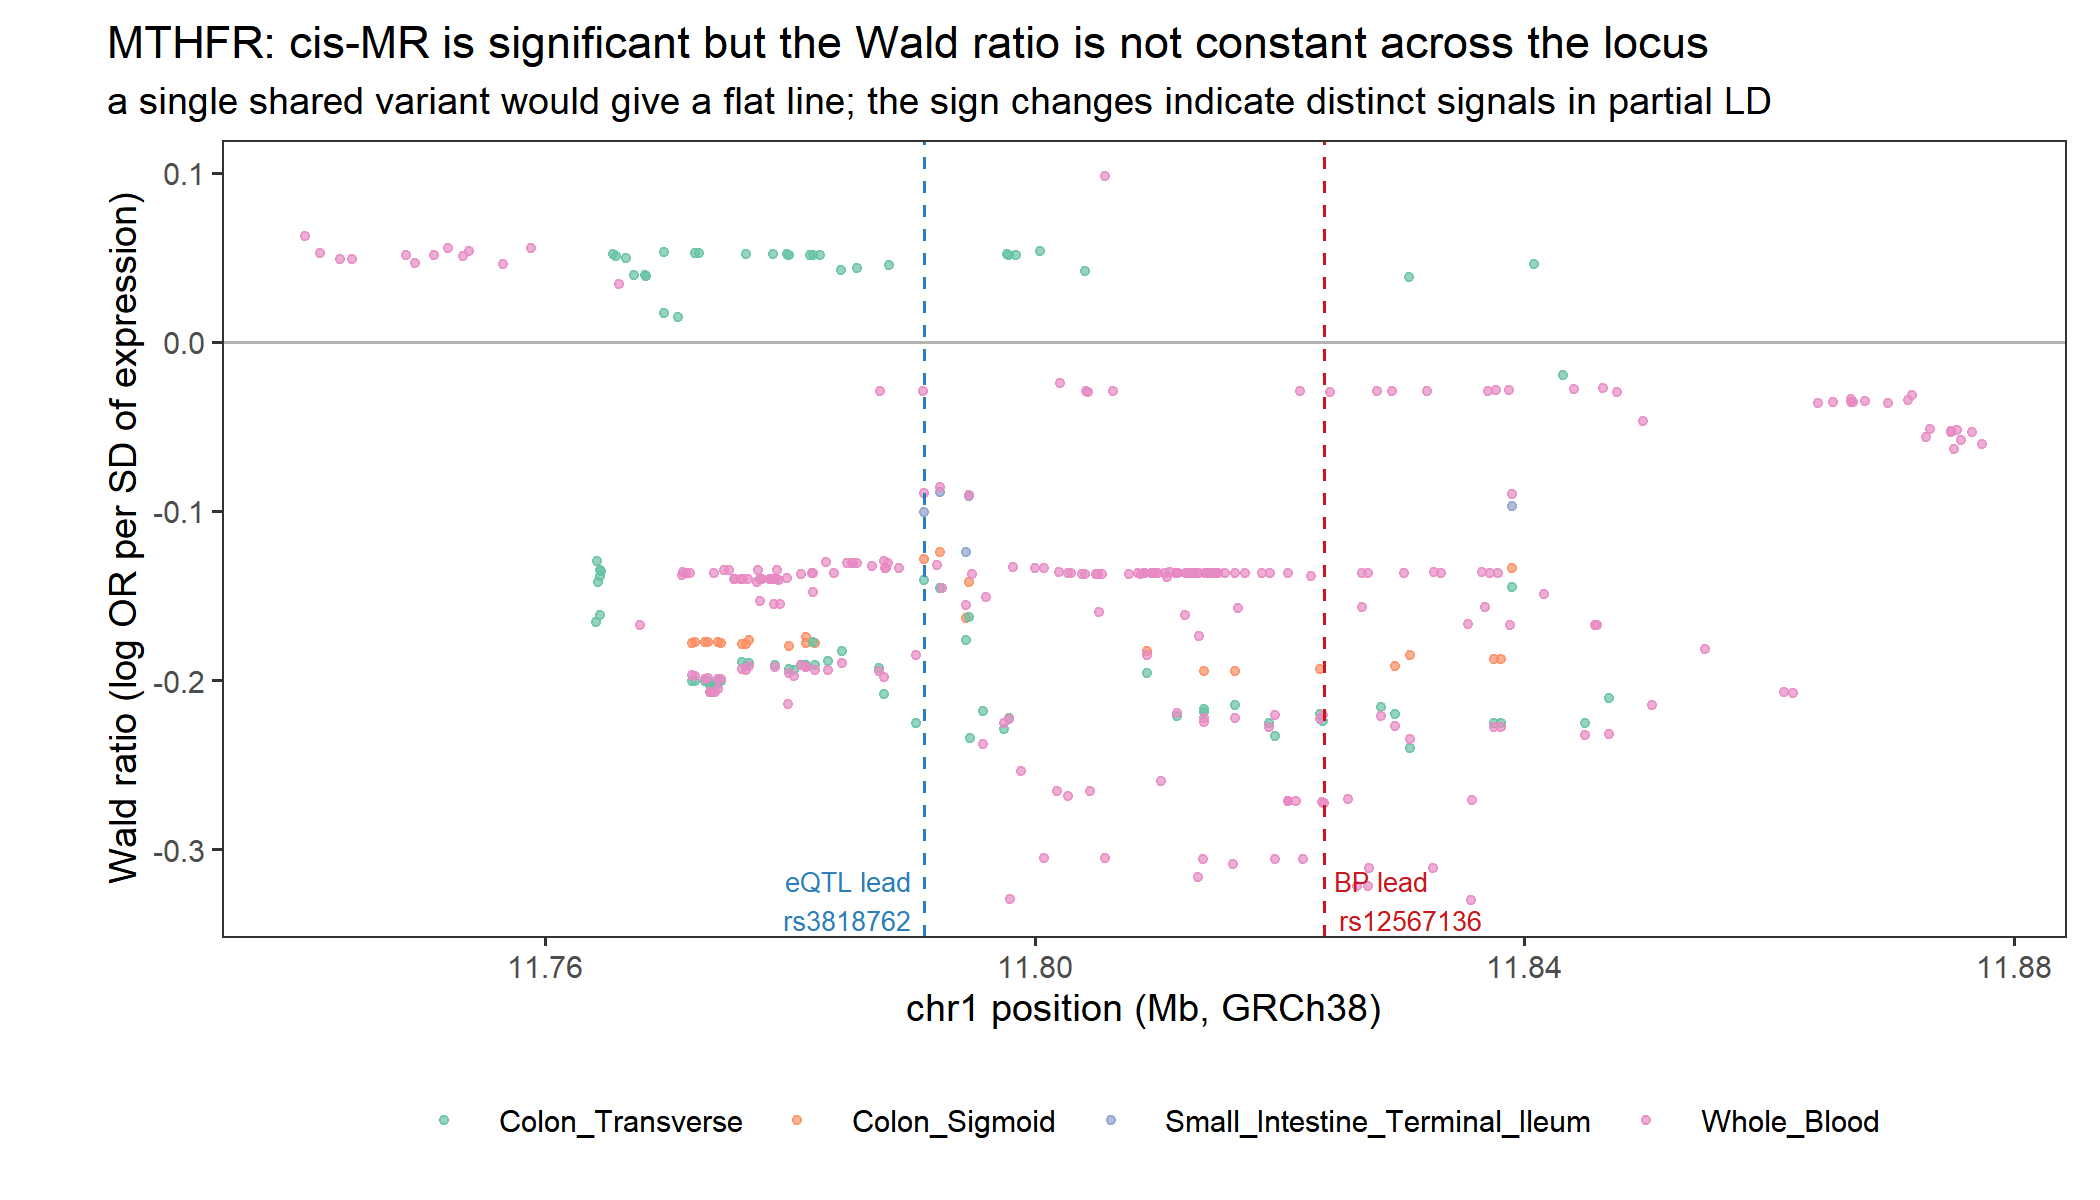 MTHFR: cis-MR is significant but the Wald ratio is not constant across the locus
a single shared variant would give a flat line; the sign changes indicate distinct signals in partial LD
Wald ratio (log OR per SD of expression)
0.1
0.0
-0.1
-0.2
-0.3
eQTL lead
rs3818762
BP lead
rs12567136
11.76
11.80
11.84
11.88
chr1 position (Mb, GRCh38)
Colon_Transverse
Colon_Sigmoid
Small_Intestine_Terminal_Ileum
Whole_Blood